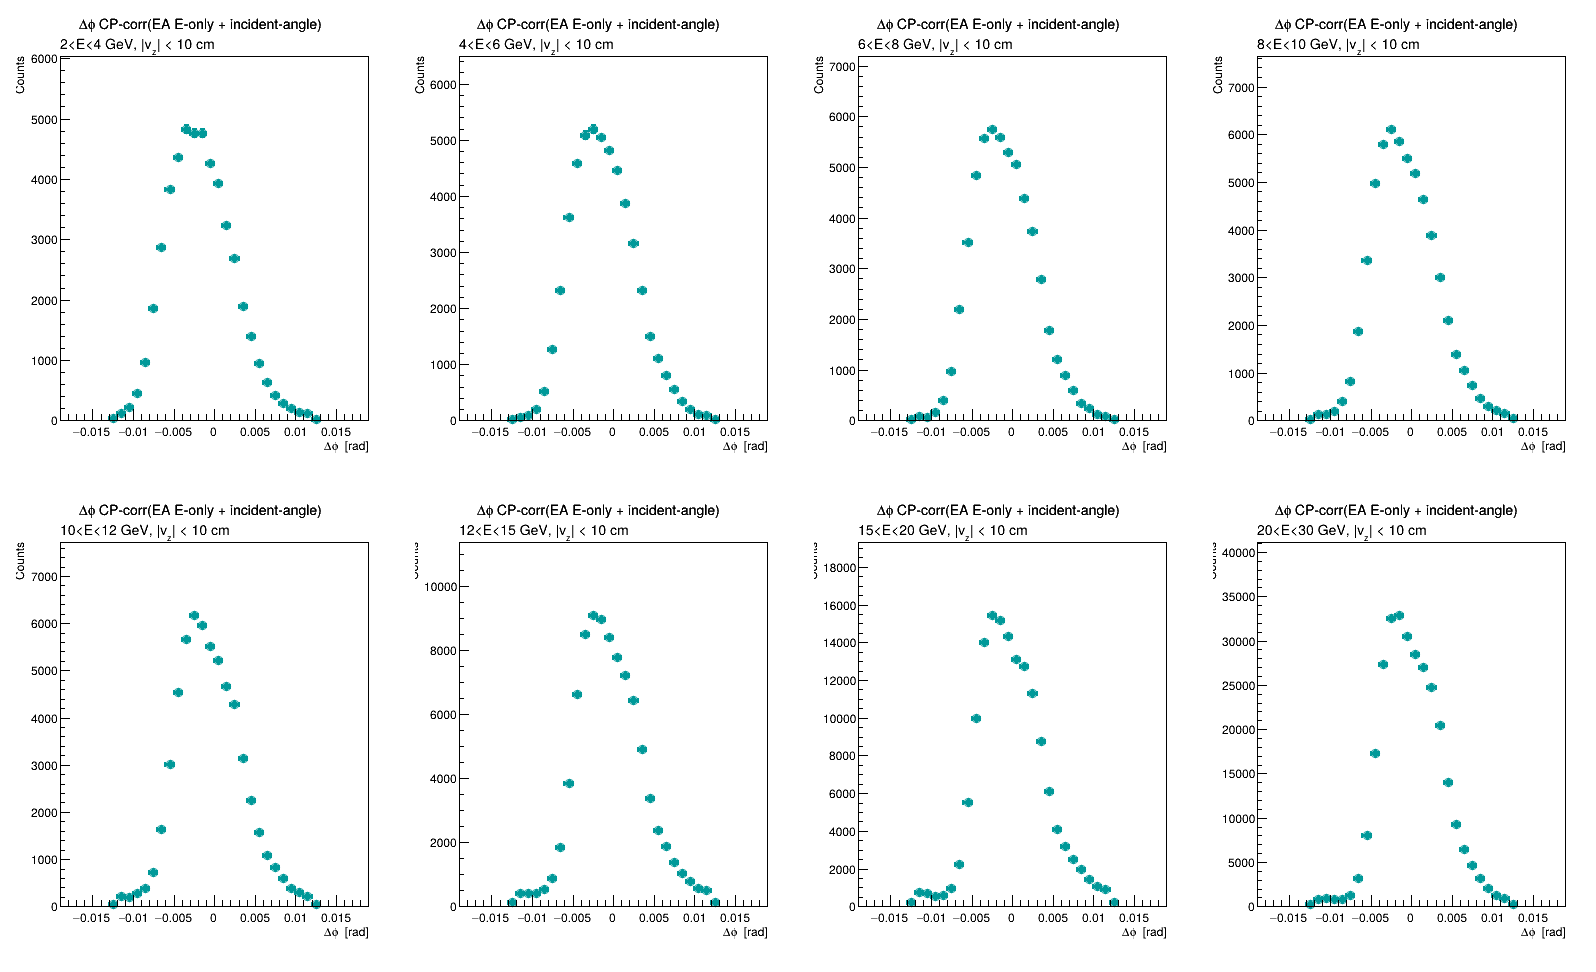 Δϕ CP-corr(EA E-only + incident-angle)
2<E<4 GeV, |v_z| < 10 cm
Counts
6000
5000
4000
3000
2000
1000
0
−0.015 −0.01 −0.005 0 0.005 0.01 0.015
Δϕ [rad]
Δϕ CP-corr(EA E-only + incident-angle)
4<E<6 GeV, |v_z| < 10 cm
Counts
6000
5000
4000
3000
2000
1000
0
−0.015 −0.01 −0.005 0 0.005 0.01 0.015
Δϕ [rad]
Δϕ CP-corr(EA E-only + incident-angle)
6<E<8 GeV, |v_z| < 10 cm
Counts
7000
6000
5000
4000
3000
2000
1000
0
−0.015 −0.01 −0.005 0 0.005 0.01 0.015
Δϕ [rad]
Δϕ CP-corr(EA E-only + incident-angle)
8<E<10 GeV, |v_z| < 10 cm
Counts
7000
6000
5000
4000
3000
2000
1000
0
−0.015 −0.01 −0.005 0 0.005 0.01 0.015
Δϕ [rad]
Δϕ CP-corr(EA E-only + incident-angle)
10<E<12 GeV, |v_z| < 10 cm
Counts
7000
6000
5000
4000
3000
2000
1000
0
−0.015 −0.01 −0.005 0 0.005 0.01 0.015
Δϕ [rad]
Δϕ CP-corr(EA E-only + incident-angle)
12<E<15 GeV, |v_z| < 10 cm
Counts
10000
8000
6000
4000
2000
0
−0.015 −0.01 −0.005 0 0.005 0.01 0.015
Δϕ [rad]
Δϕ CP-corr(EA E-only + incident-angle)
15<E<20 GeV, |v_z| < 10 cm
Counts
18000
16000
14000
12000
10000
8000
6000
4000
2000
0
−0.015 −0.01 −0.005 0 0.005 0.01 0.015
Δϕ [rad]
Δϕ CP-corr(EA E-only + incident-angle)
20<E<30 GeV, |v_z| < 10 cm
Counts
40000
35000
30000
25000
20000
15000
10000
5000
0
−0.015 −0.01 −0.005 0 0.005 0.01 0.015
Δϕ [rad]